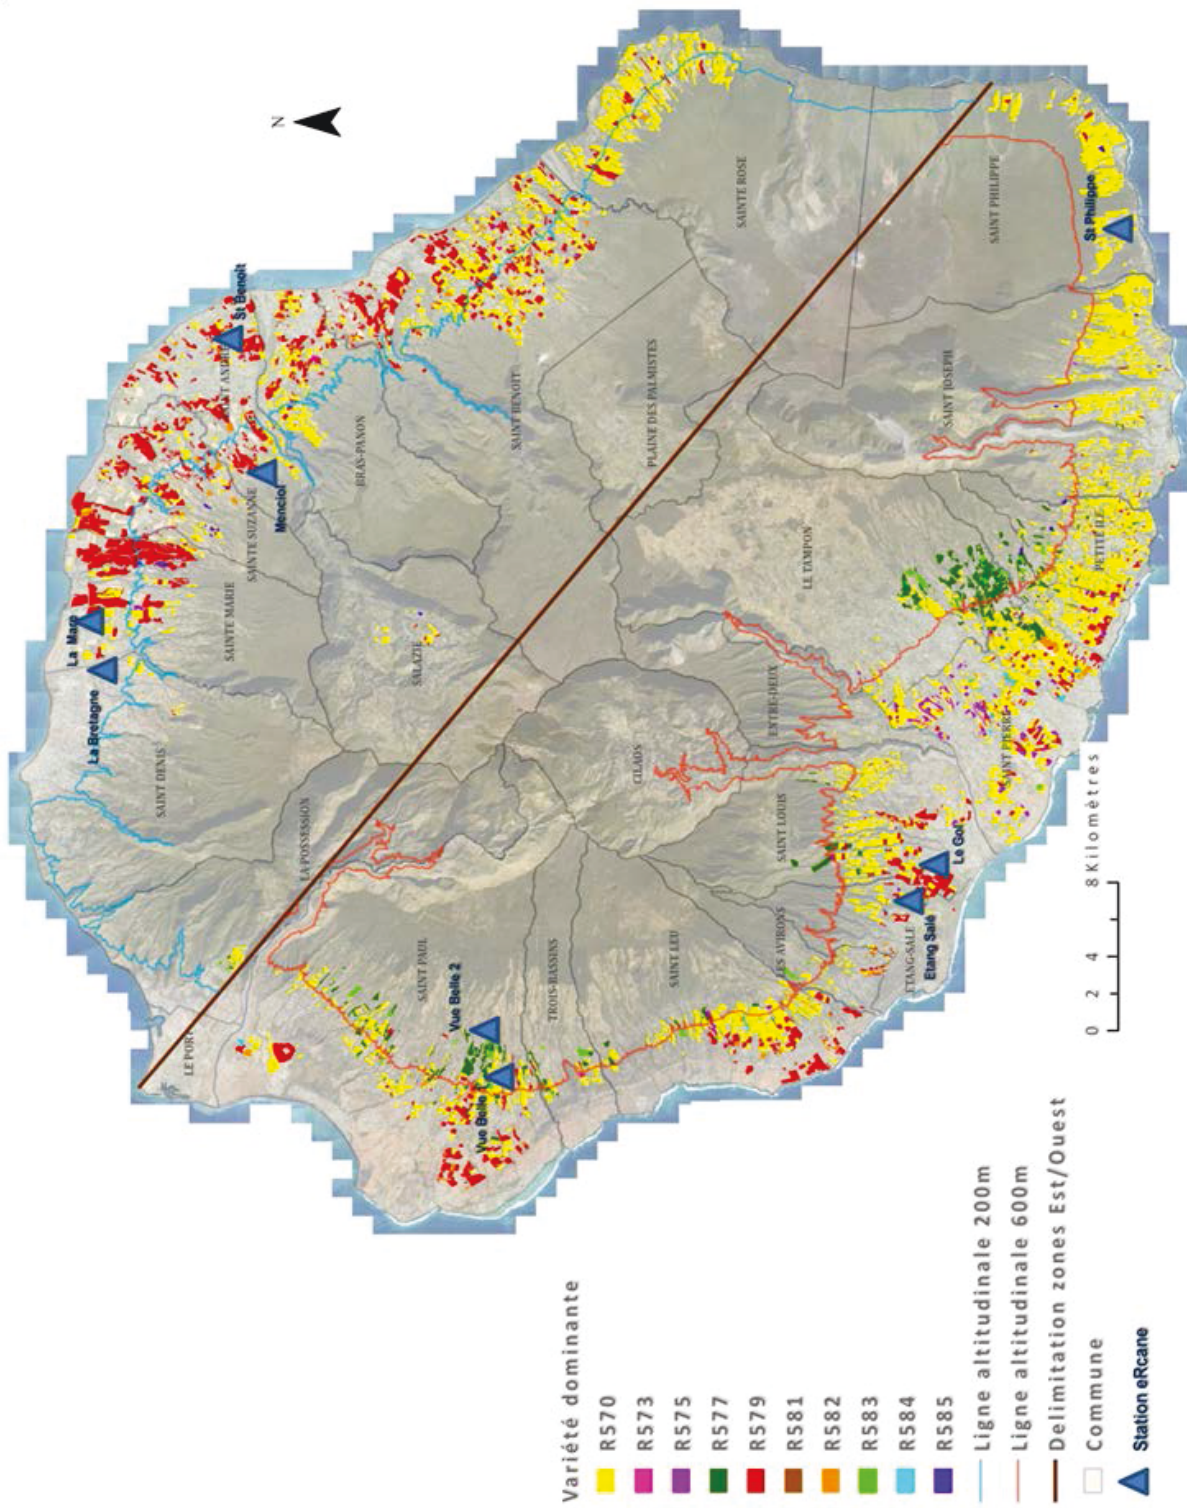 N
La Mare
La Bretagne
St Benoit
Menciol
SAINT DENIS
SAINTE MARIE
SAINTE SUZANNE
SAINT ANDRE
BRAS-PANON
SAINT BENOIT
SALAZIE
PLAINE DES PALMISTES
SAINTE ROSE
LE PORT
LA POSSESSION
SAINT PAUL
Vue Belle 2
Vue Belle 1
TROIS-BASSINS
SAINT LEU
CILAOS
LES AVIRONS
SAINT LOUIS
ENTRE-DEUX
LE TAMPON
ETANG-SALE
Etang Salé
Le Gol
SAINT PIERRE
PETITE ILE
SAINT JOSEPH
SAINT PHILIPPE
St Philippe
0 2 4 8 Kilomètres
Variété dominante
R570
R573
R575
R577
R579
R581
R582
R583
R584
R585
Ligne altitudinale 200m
Ligne altitudinale 600m
Delimitation zones Est/Ouest
Commune
Station eRcane